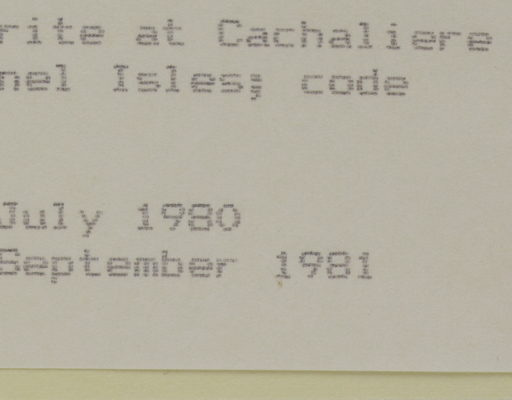 rite at Cachaliere
nel Isles; code
July 1980
September 1981